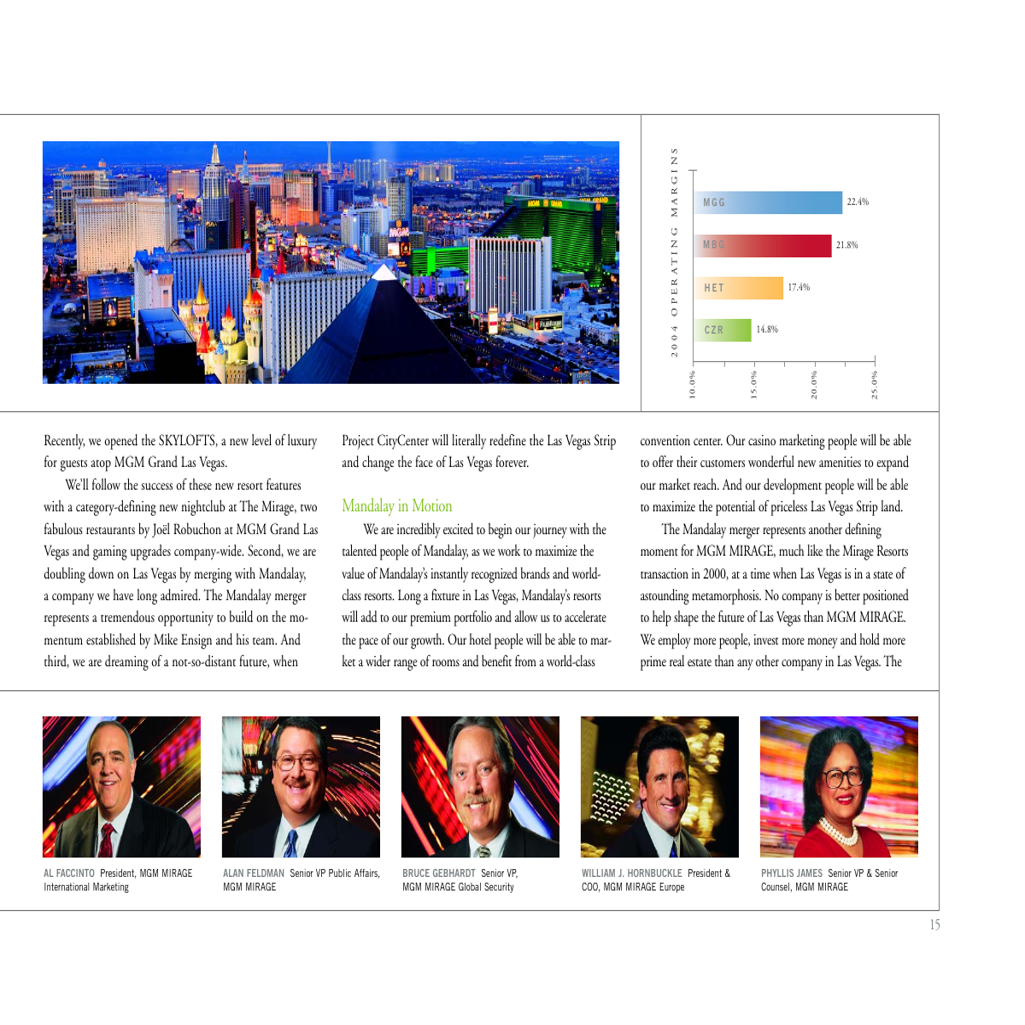 2004 OPERATING MARGINS
MGG
22.4%
MBG
21.8%
HET
17.4%
CZR
14.8%
10.0%
15.0%
20.0%
25.0%
Recently, we opened the SKYLOFTS, a new level of luxury
for guests atop MGM Grand Las Vegas.
We'll follow the success of these new resort features
with a category-defining new nightclub at The Mirage, two
fabulous restaurants by Joël Robuchon at MGM Grand Las
Vegas and gaming upgrades company-wide. Second, we are
doubling down on Las Vegas by merging with Mandalay,
a company we have long admired. The Mandalay merger
represents a tremendous opportunity to build on the mo-
mentum established by Mike Ensign and his team. And
third, we are dreaming of a not-so-distant future, when
Project CityCenter will literally redefine the Las Vegas Strip
and change the face of Las Vegas forever.
Mandalay in Motion
We are incredibly excited to begin our journey with the
talented people of Mandalay, as we work to maximize the
value of Mandalay's instantly recognized brands and world-
class resorts. Long a fixture in Las Vegas, Mandalay's resorts
will add to our premium portfolio and allow us to accelerate
the pace of our growth. Our hotel people will be able to mar-
ket a wider range of rooms and benefit from a world-class
convention center. Our casino marketing people will be able
to offer their customers wonderful new amenities to expand
our market reach. And our development people will be able
to maximize the potential of priceless Las Vegas Strip land.
The Mandalay merger represents another defining
moment for MGM MIRAGE, much like the Mirage Resorts
transaction in 2000, at a time when Las Vegas is in a state of
astounding metamorphosis. No company is better positioned
to help shape the future of Las Vegas than MGM MIRAGE.
We employ more people, invest more money and hold more
prime real estate than any other company in Las Vegas. The
AL FACCINTO President, MGM MIRAGE
International Marketing
ALAN FELDMAN Senior VP Public Affairs,
MGM MIRAGE
BRUCE GEBHARDT Senior VP,
MGM MIRAGE Global Security
WILLIAM J. HORNBUCKLE President &
COO, MGM MIRAGE Europe
PHYLLIS JAMES Senior VP & Senior
Counsel, MGM MIRAGE
15